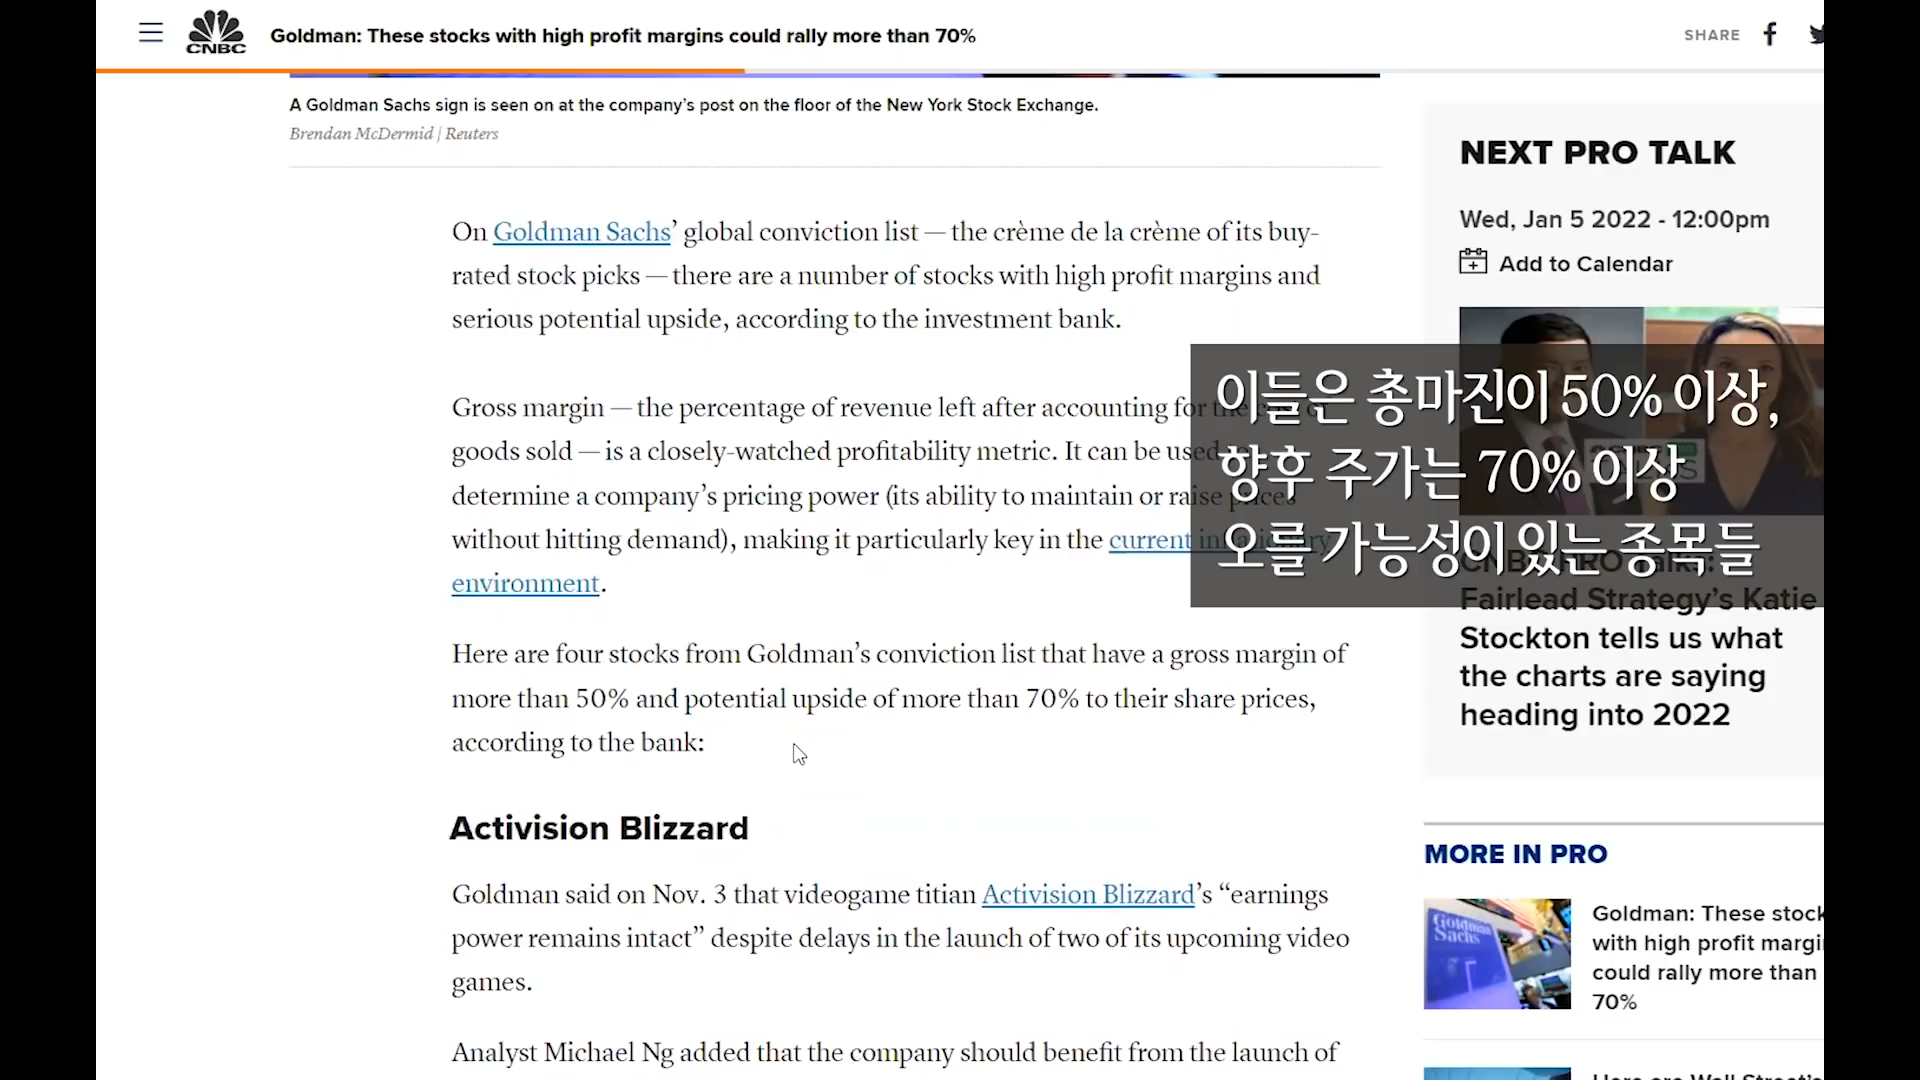 CNBC
Goldman: These stocks with high profit margins could rally more than 70%
SHARE
A Goldman Sachs sign is seen on at the company's post on the floor of the New York Stock Exchange.
Brendan McDermid | Reuters
On Goldman Sachs' global conviction list — the crème de la crème of its buy-
rated stock picks — there are a number of stocks with high profit margins and
serious potential upside, according to the investment bank.
Gross margin — the percentage of revenue left after accounting for the cost of
goods sold — is a closely-watched profitability metric. It can be used
determine a company's pricing power (its ability to maintain or raise prices
without hitting demand), making it particularly key in the current inflationary
environment.
Here are four stocks from Goldman's conviction list that have a gross margin of
more than 50% and potential upside of more than 70% to their share prices,
according to the bank:
Activision Blizzard
Goldman said on Nov. 3 that videogame titian Activision Blizzard's “earnings
power remains intact” despite delays in the launch of two of its upcoming video
games.
Analyst Michael Ng added that the company should benefit from the launch of
이들은 총마진이 50% 이상,
향후 주가는 70% 이상
오를 가능성이 있는 종목들
NEXT PRO TALK
Wed, Jan 5 2022 - 12:00pm
Add to Calendar
CNBC PRO Talks:
Fairlead Strategy's Katie
Stockton tells us what
the charts are saying
heading into 2022
MORE IN PRO
Goldman Sachs
Goldman: These stock
with high profit margi
could rally more than
70%
Here are Wall Street's